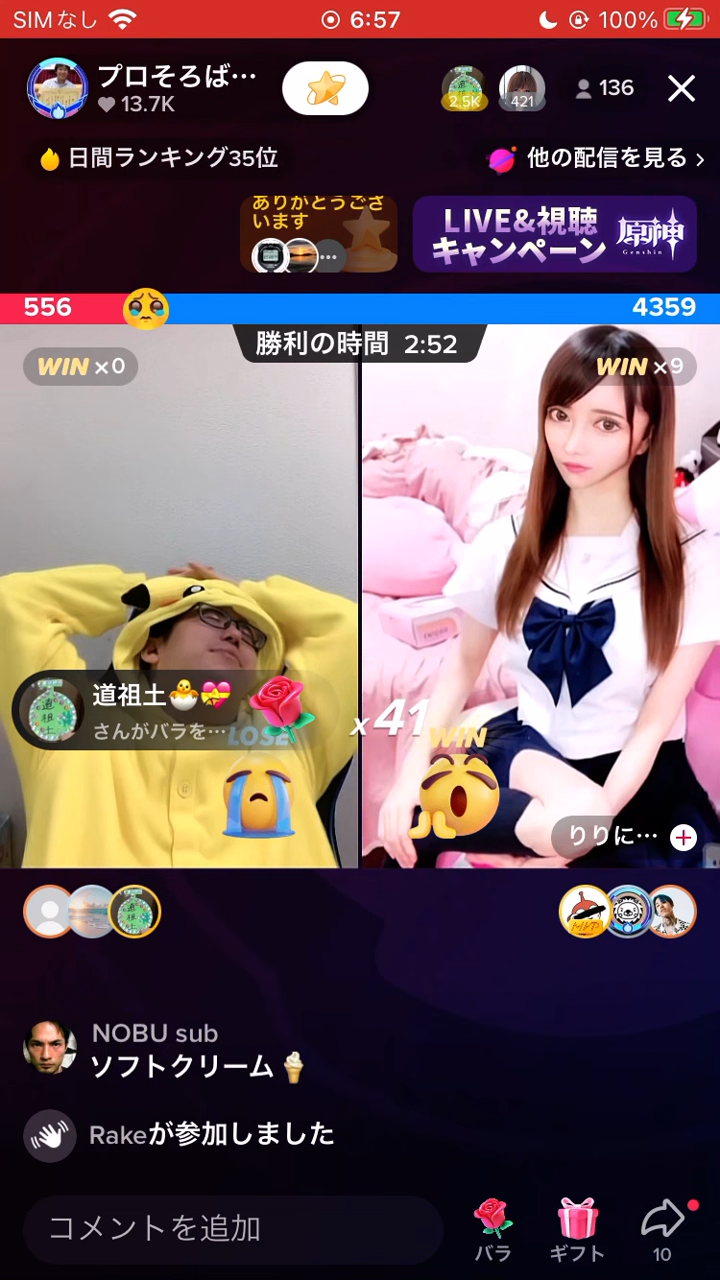 SIMなし
6:57
100%
プロそろば…
13.7K
2.5K
421
136
日間ランキング35位
他の配信を見る
ありがとうござ
います
LIVE&視聴
キャンペーン
原神
Genshin
556
4359
勝利の時間 2:52
WIN ×0
WIN ×9
道祖土🐣💝
さんがバラを…
x 41
LOSE
WIN
りりに…
NOBU sub
ソフトクリーム🍦
Rakeが参加しました
コメントを追加
バラ
ギフト
10